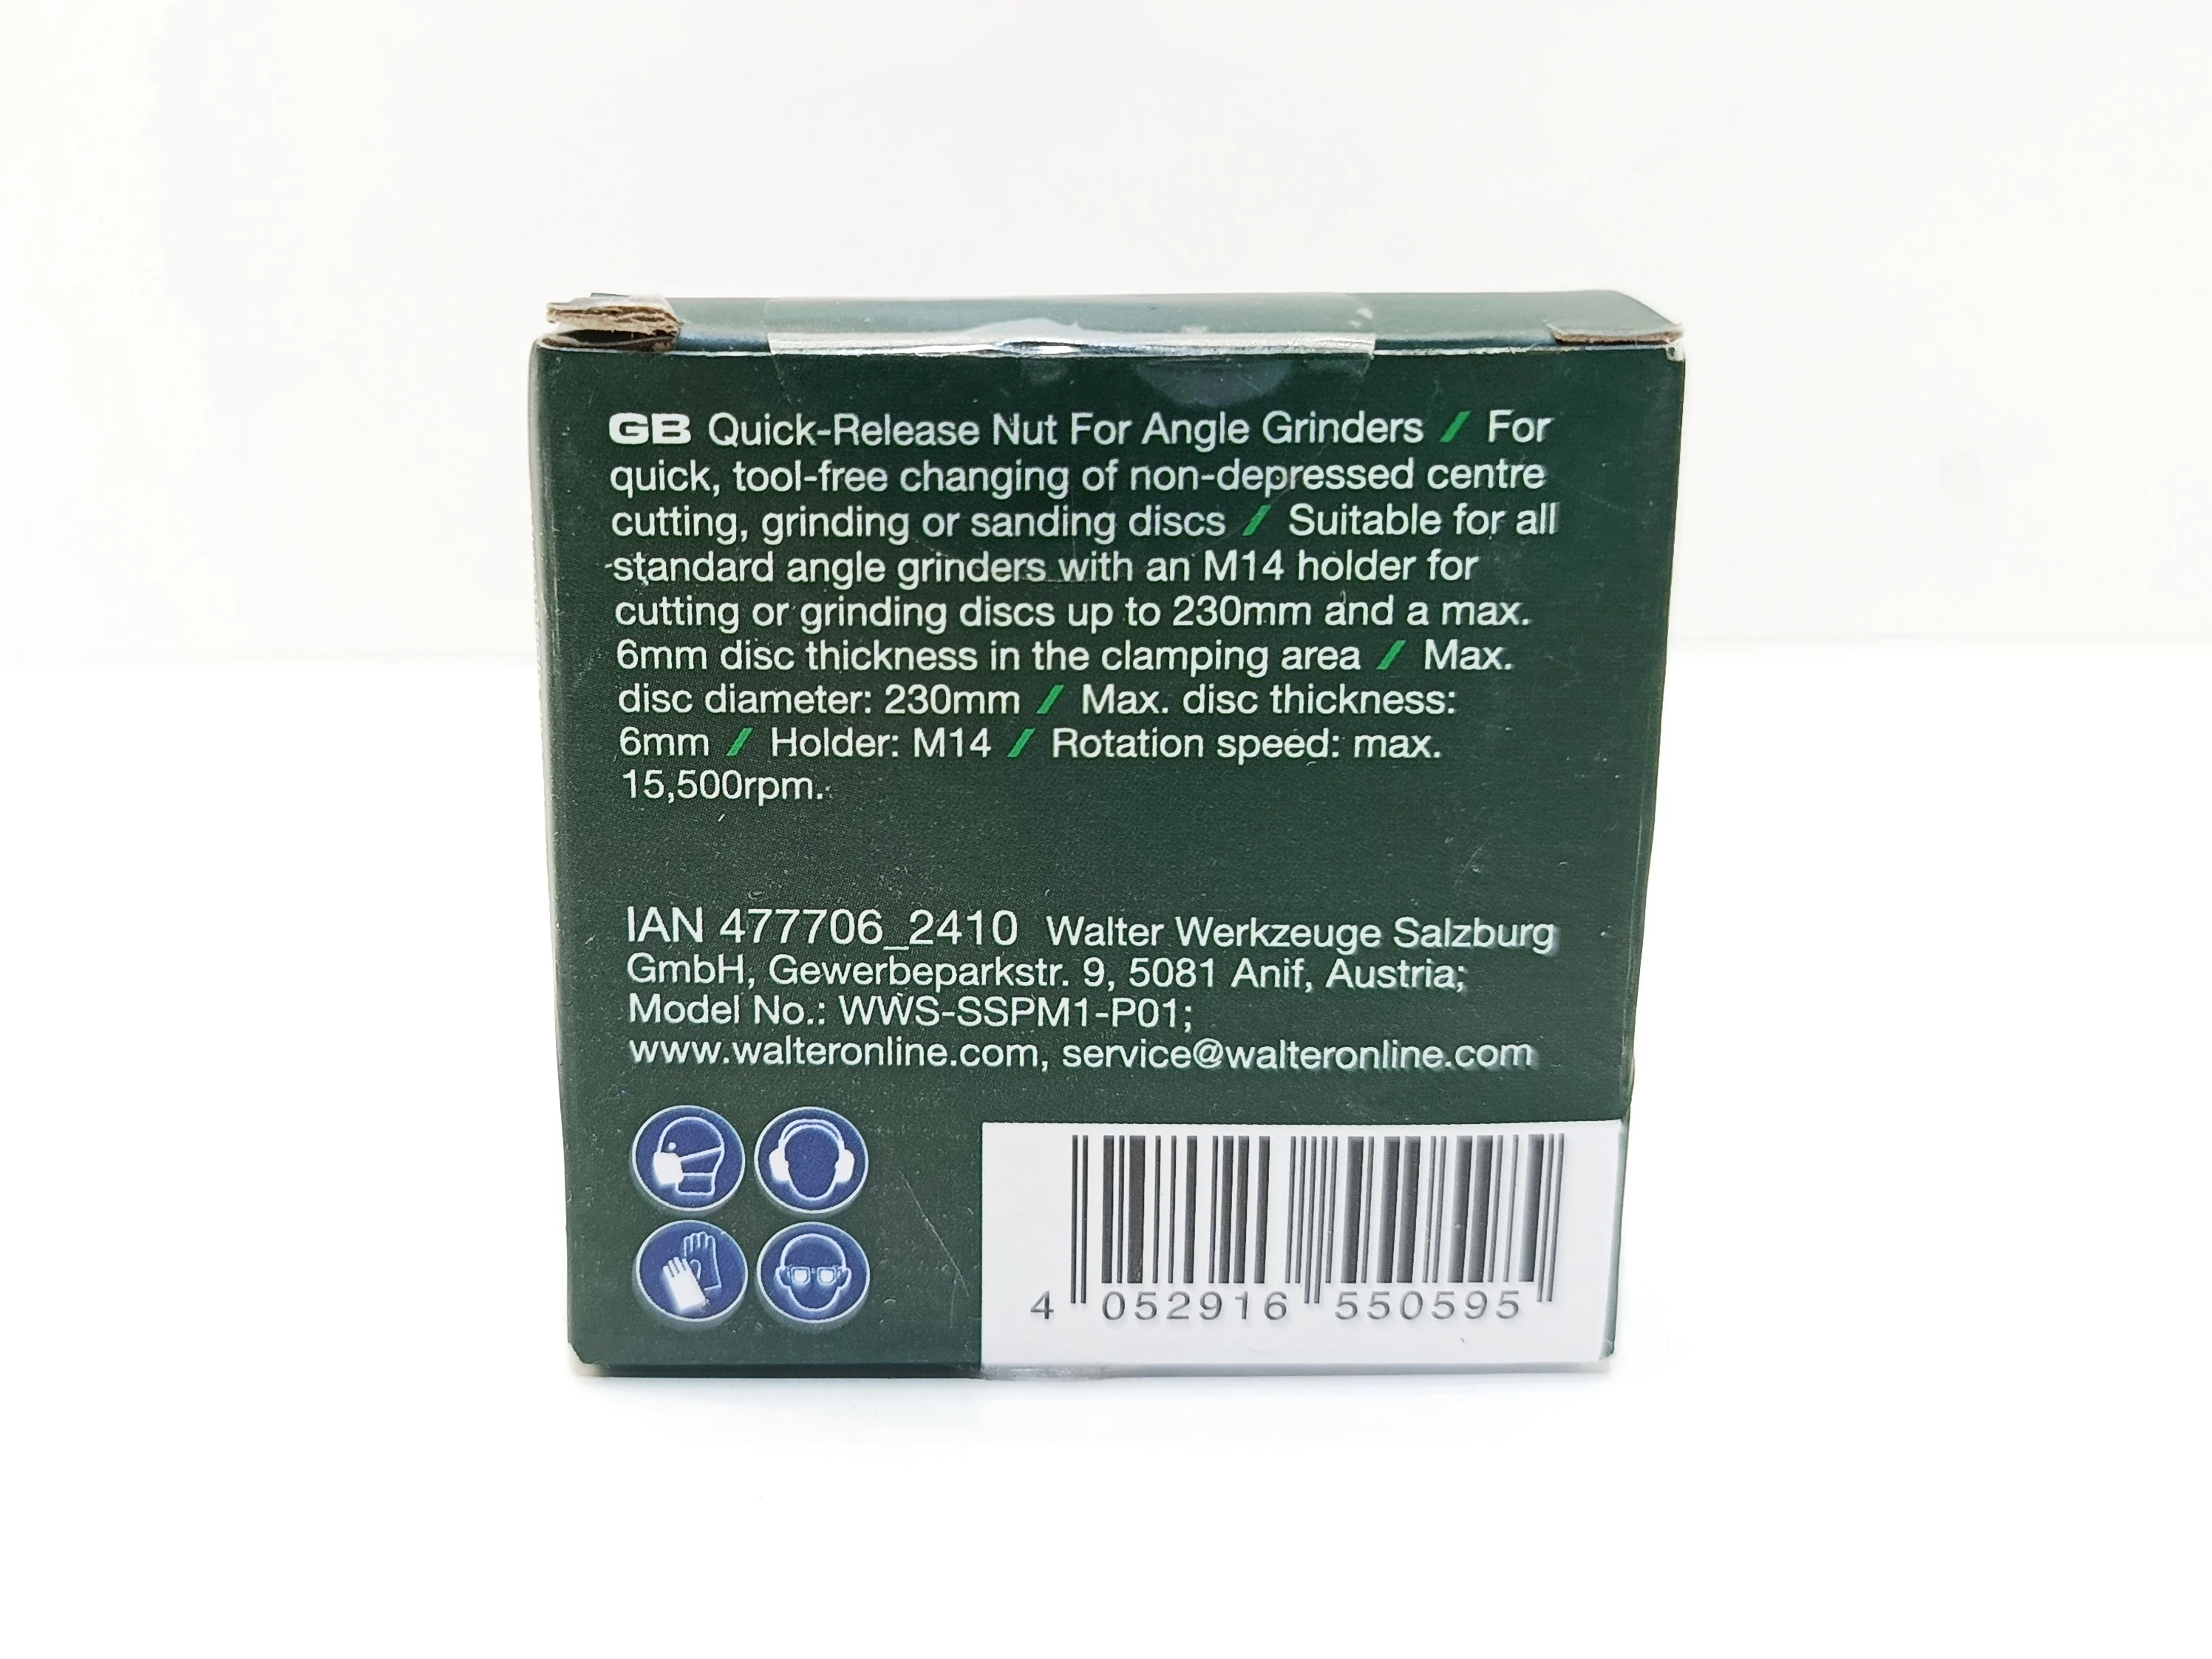 GB Quick-Release Nut For Angle Grinders / For
quick, tool-free changing of non-depressed centre
cutting, grinding or sanding discs / Suitable for all
standard angle grinders with an M14 holder for
cutting or grinding discs up to 230mm and a max.
6mm disc thickness in the clamping area / Max.
disc diameter: 230mm / Max. disc thickness:
6mm / Holder: M14 / Rotation speed: max.
15,500rpm.
IAN 477706_2410 Walter Werkzeuge Salzburg
GmbH, Gewerbeparkstr. 9, 5081 Anif, Austria;
Model No.: WWS-SSPM1-P01;
www.walteronline.com, service@walteronline.com
4 052916 550595